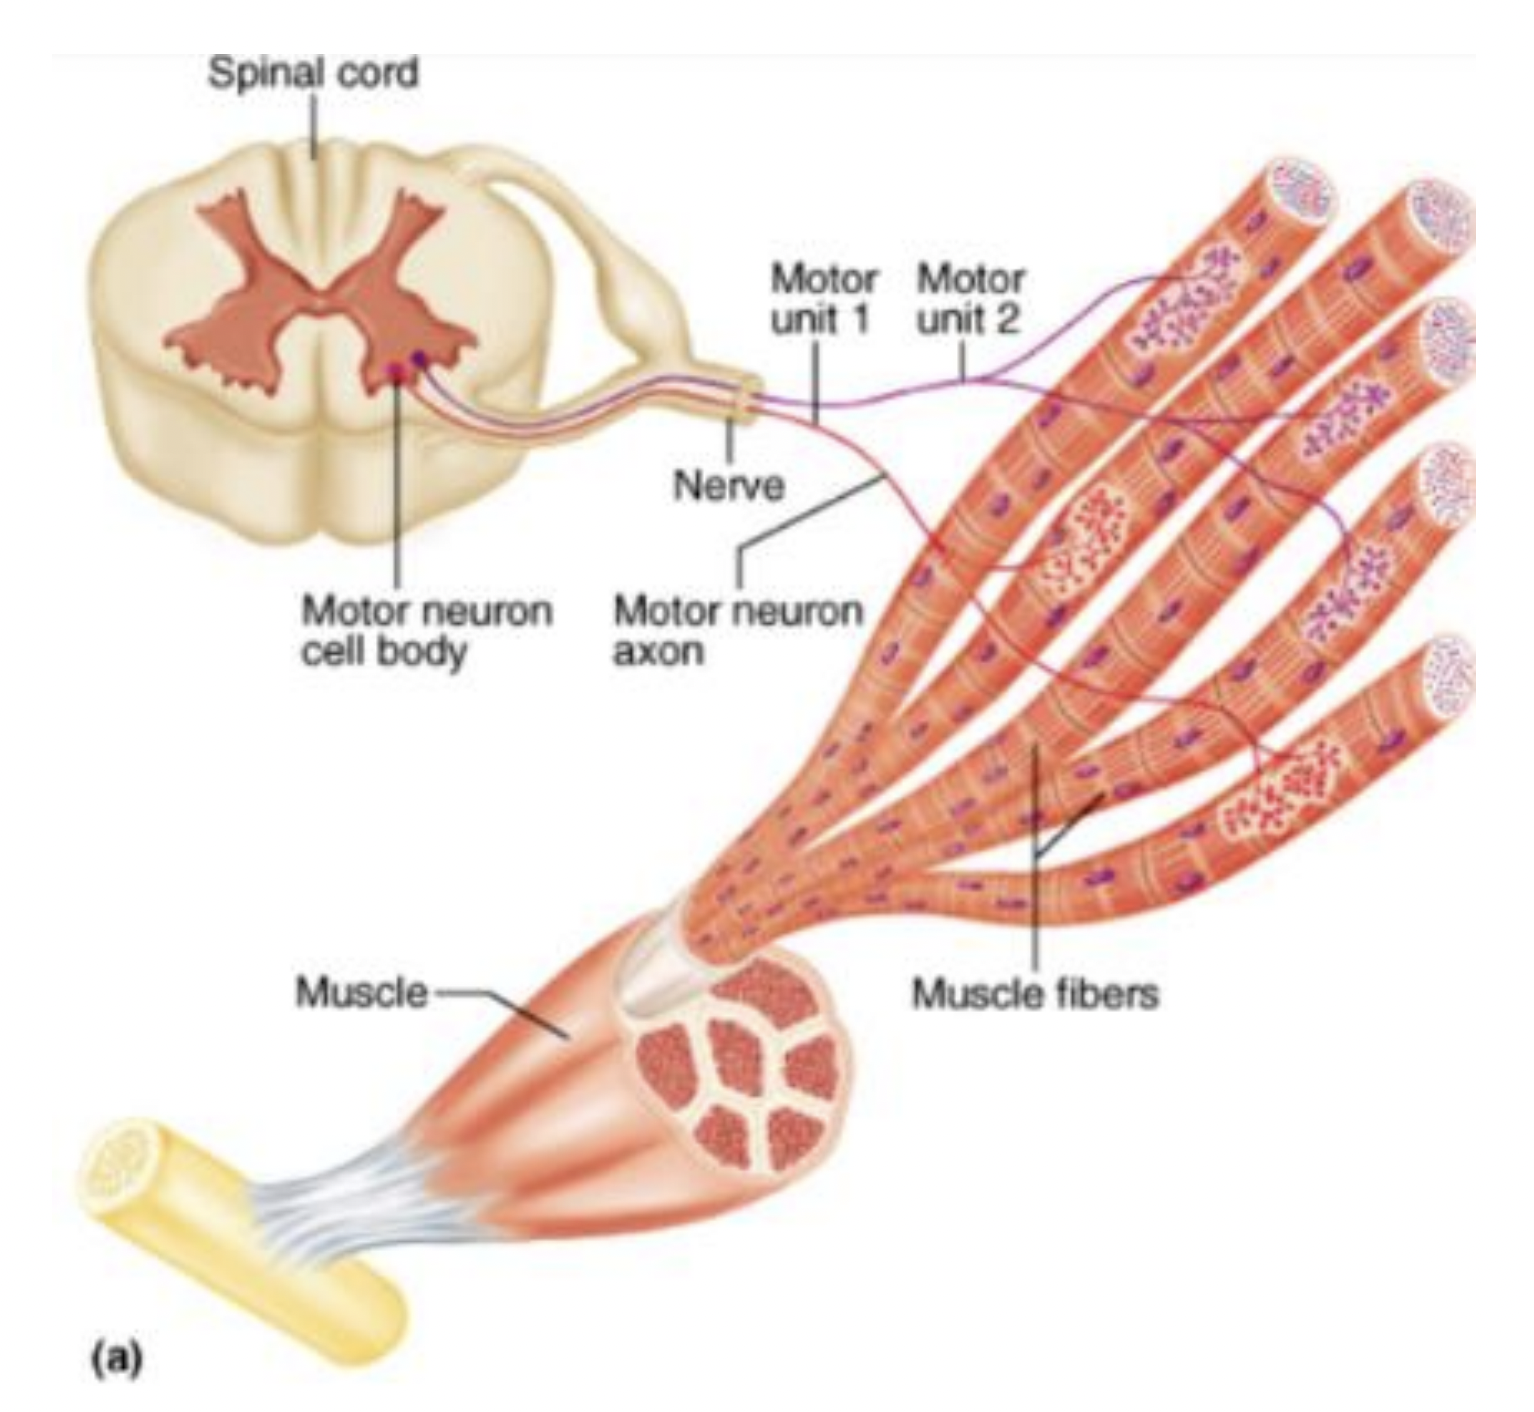 Spinal cord
Motor
unit 1
Motor
unit 2
Nerve
Motor neuron
cell body
Motor neuron
axon
Muscle
Muscle fibers
(a)